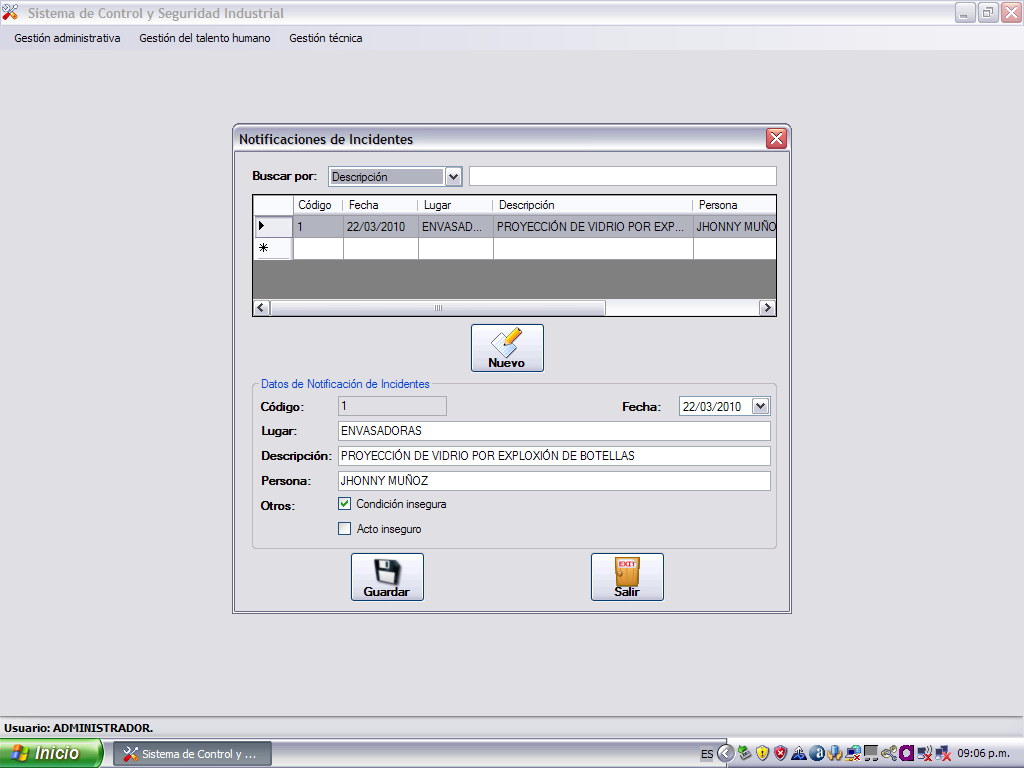 Sistema de Control y Seguridad Industrial
Gestión administrativa Gestión del talento humano Gestión técnica
Notificaciones de Incidentes
Buscar por: Descripción
Código Fecha Lugar Descripción Persona
1 22/03/2010 ENVASAD... PROYECCIÓN DE VIDRIO POR EXP... JHONNY MUÑO
Nuevo
Datos de Notificación de Incidentes
Código: 1 Fecha: 22/03/2010
Lugar: ENVASADORAS
Descripción: PROYECCIÓN DE VIDRIO POR EXPLOXIÓN DE BOTELLAS
Persona: JHONNY MUÑOZ
Otros: Condición insegura
Acto inseguro
Guardar
EXIT
Salir
Usuario: ADMINISTRADOR.
Inicio Sistema de Control y ... ES 09:06 p.m.